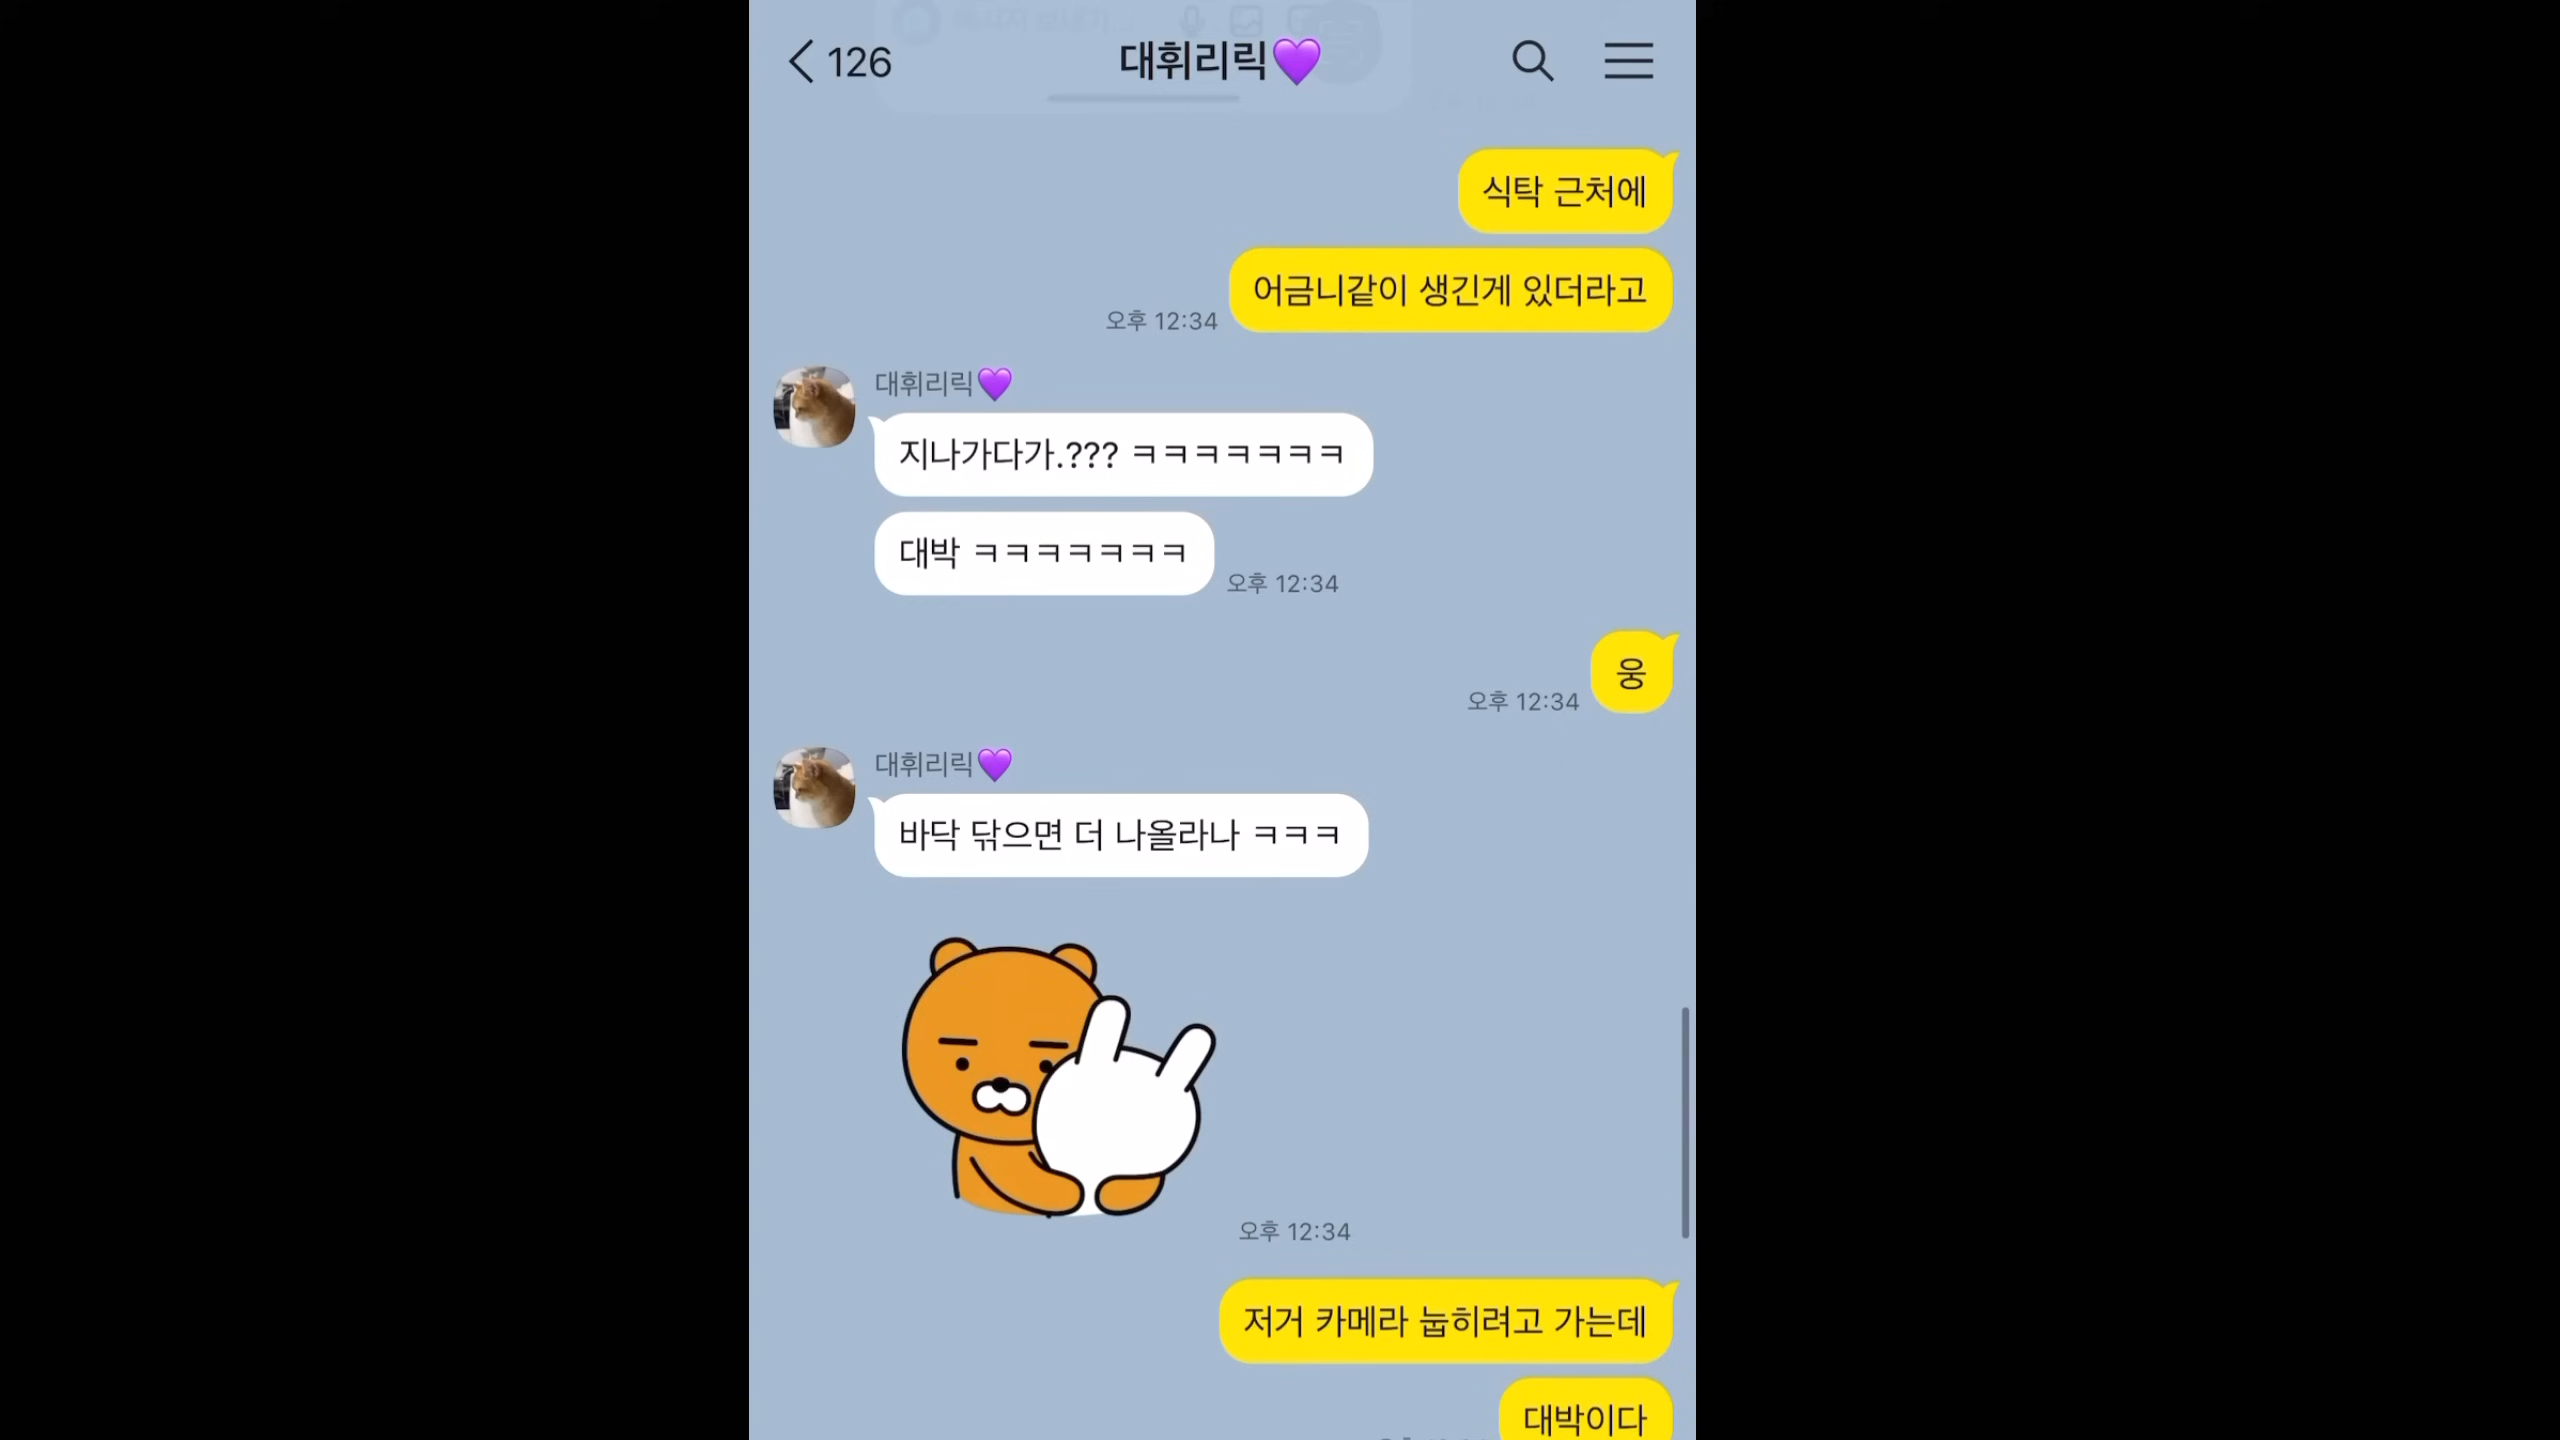 126
대휘리릭💜
식탁 근처에
어금니같이 생긴게 있더라고
오후 12:34
대휘리릭💜
지나가다가.??? ㅋㅋㅋㅋㅋㅋㅋ
대박 ㅋㅋㅋㅋㅋㅋㅋ
오후 12:34
웅
오후 12:34
대휘리릭💜
바닥 닦으면 더 나올라나 ㅋㅋㅋ
오후 12:34
저거 카메라 눕히려고 가는데
대박이다